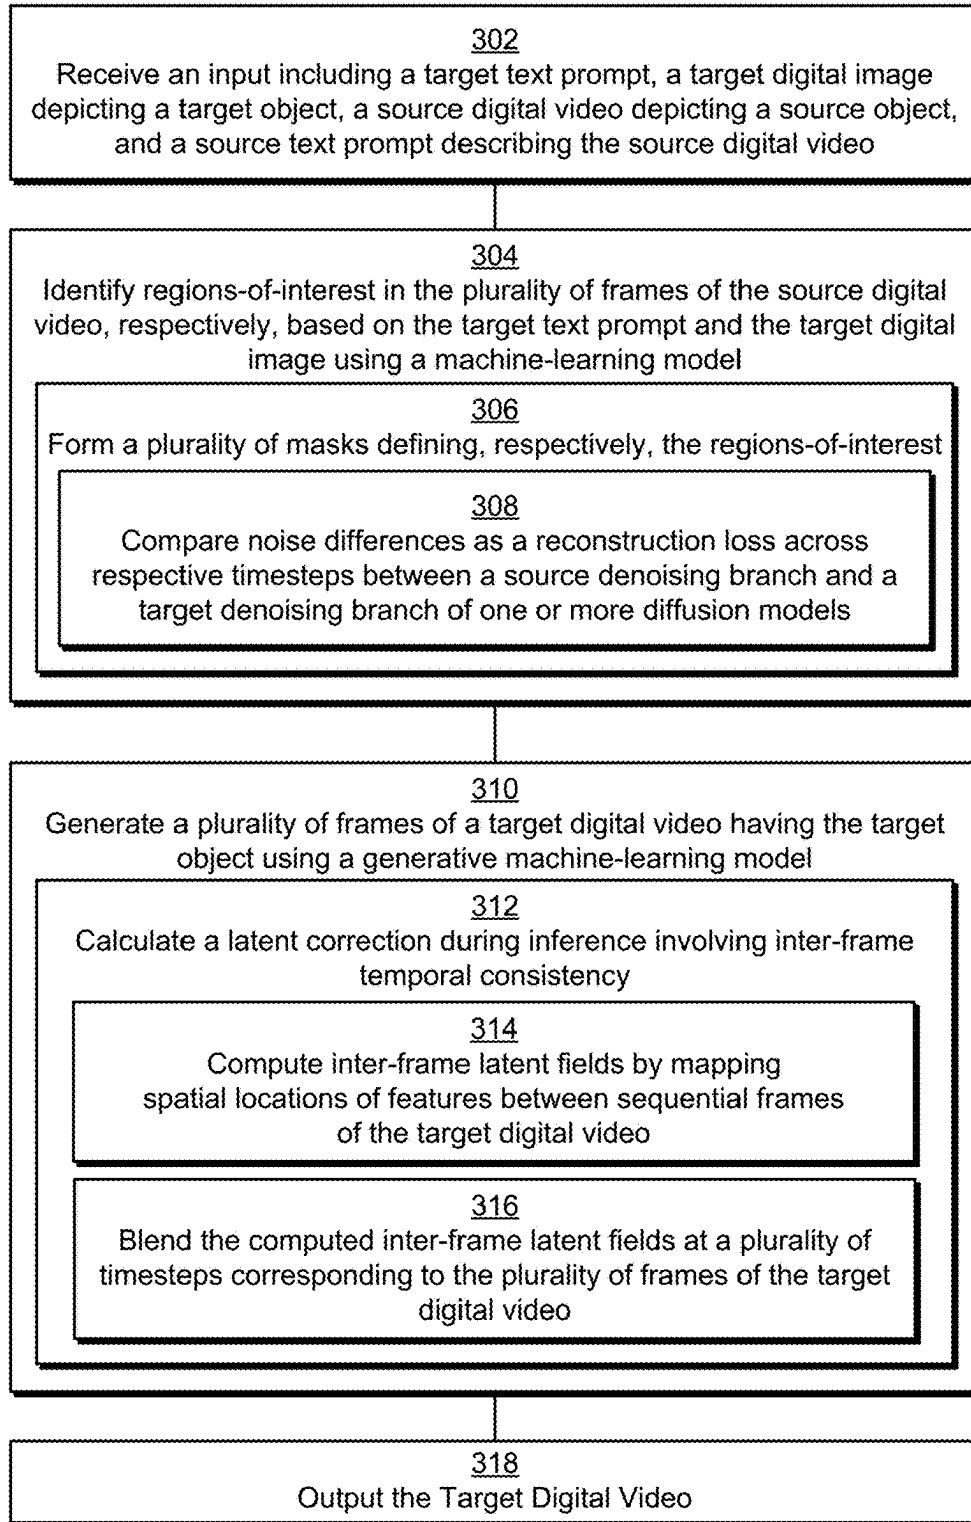 302
Receive an input including a target text prompt, a target digital image
depicting a target object, a source digital video depicting a source object,
and a source text prompt describing the source digital video
304
Identify regions-of-interest in the plurality of frames of the source digital
video, respectively, based on the target text prompt and the target digital
image using a machine-learning model
306
Form a plurality of masks defining, respectively, the regions-of-interest
308
Compare noise differences as a reconstruction loss across
respective timesteps between a source denoising branch and a
target denoising branch of one or more diffusion models
310
Generate a plurality of frames of a target digital video having the target
object using a generative machine-learning model
312
Calculate a latent correction during inference involving inter-frame
temporal consistency
314
Compute inter-frame latent fields by mapping
spatial locations of features between sequential frames
of the target digital video
316
Blend the computed inter-frame latent fields at a plurality of
timesteps corresponding to the plurality of frames of the target
digital video
318
Output the Target Digital Video